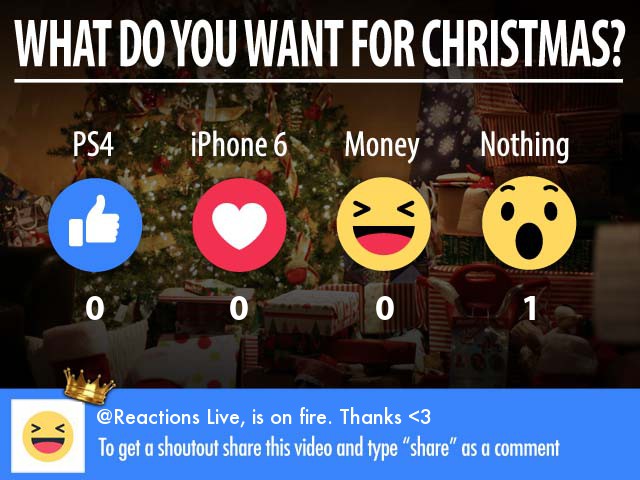 WHAT DO YOU WANT FOR CHRISTMAS?
PS4 iPhone 6 Money Nothing
0 0 0 1
@Reactions Live, is on fire. Thanks <3
To get a shoutout share this video and type “share” as a comment